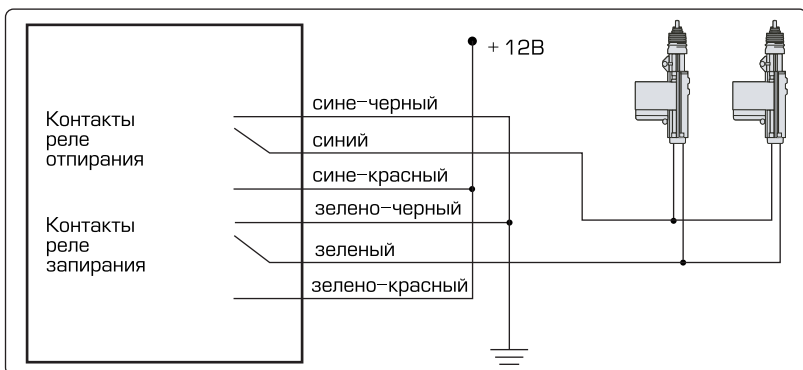 + 12В
сине-черный
Контакты
реле
отпирания
синий
сине-красный
зелено-черный
Контакты
реле
запирания
зеленый
зелено-красный